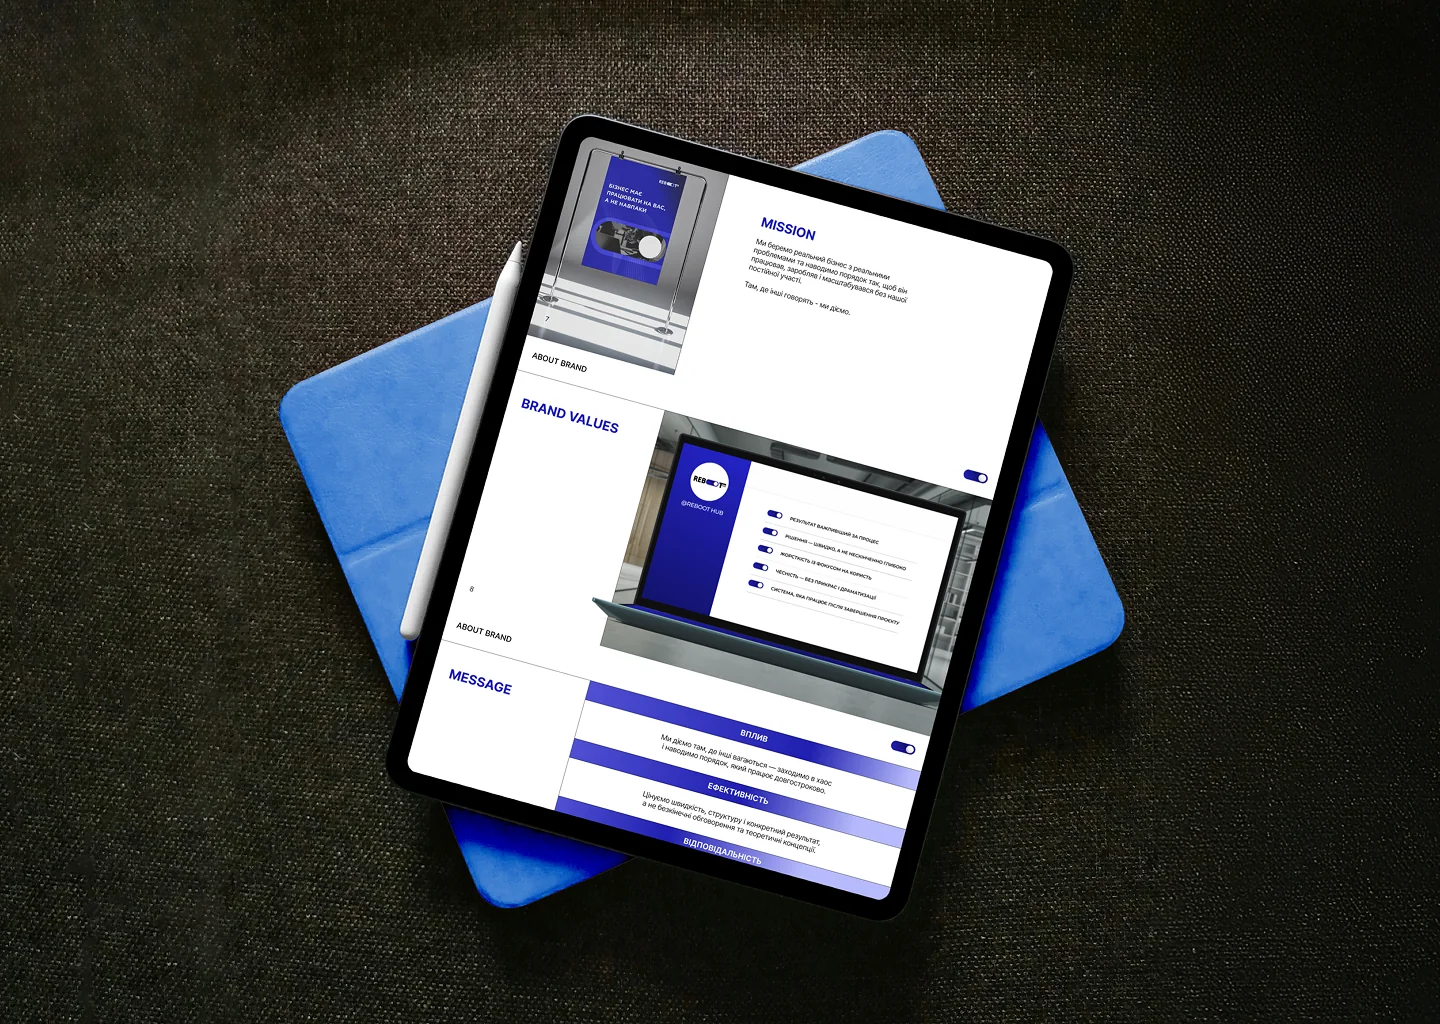 REBOOT
БІЗНЕС МАЄ
ПРАЦЮВАТИ НА ВАС,
А НЕ НАВПАКИ
7
ABOUT BRAND
MISSION
Ми беремо реальний бізнес з реальними
проблемами та наводимо порядок так, щоб він
працював, заробляв і масштабувався без нашої
постійної участі.
Там, де інші говорять - ми діємо.
BRAND VALUES
8
ABOUT BRAND
REBOOT
@REBOOT HUB
РЕЗУЛЬТАТ ВАЖЛИВІШИЙ ЗА ПРОЦЕС
РІШЕННЯ — ШВИДКО, А НЕ НЕСКІНЧЕННО ГЛИБОКО
ЖОРСТКІСТЬ ІЗ ФОКУСОМ НА КОРИСТЬ
ЧЕСНІСТЬ — БЕЗ ПРИКРАС І ДРАМАТИЗАЦІЇ
СИСТЕМА, ЯКА ПРАЦЮЄ ПІСЛЯ ЗАВЕРШЕННЯ ПРОЄКТУ
MESSAGE
ВПЛИВ
Ми діємо там, де інші вагаються — заходимо в хаос
і наводимо порядок, який працює довгостроково.
ЕФЕКТИВНІСТЬ
Цінуємо швидкість, структуру і конкретний результат,
а не безкінечні обговорення та теоретичні концепції.
ВІДПОВІДАЛЬНІСТЬ